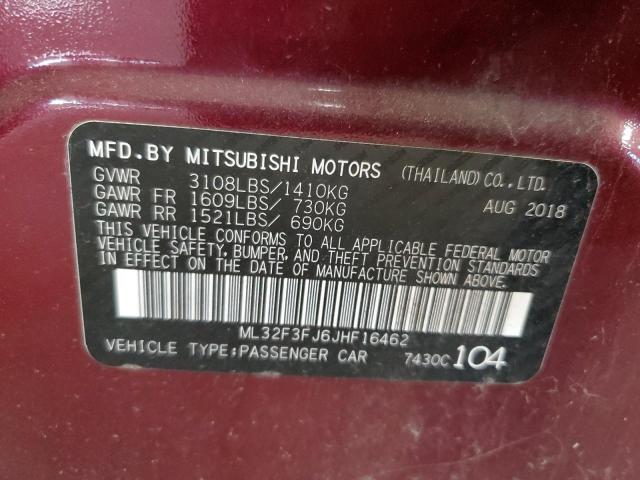 MFD.BY MITSUBISHI MOTORS (THAILAND) CO.,LTD.
GVWR 3108LBS/1410KG
GAWR FR 1609LBS/ 730KG AUG 2018
GAWR RR 1521LBS/ 690KG
THIS VEHICLE CONFORMS TO ALL APPLICABLE FEDERAL MOTOR
VEHICLE SAFETY, BUMPER, AND THEFT PREVENTION STANDARDS
IN EFFECT ON THE DATE OF MANUFACTURE SHOWN ABOVE.
ML32F3FJ6JHF16462
VEHICLE TYPE:PASSENGER CAR 7430C 104